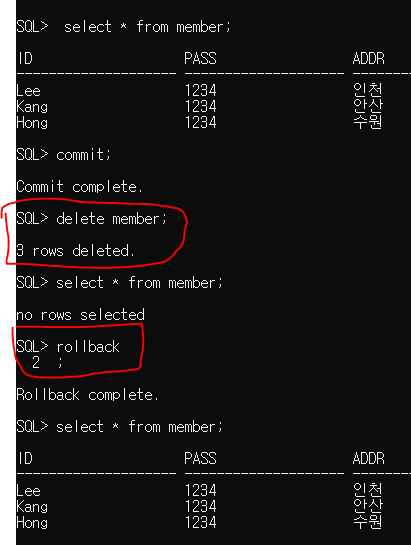 SQL>  select * from member;
ID PASS ADDR
-------------------- -------------------- ----------
Lee 1234 인천
Kang 1234 안산
Hong 1234 수원
SQL> commit;
Commit complete.
SQL> delete member;
3 rows deleted.
SQL> select * from member;
no rows selected
SQL> rollback
  2  ;
Rollback complete.
SQL> select * from member;
ID PASS ADDR
-------------------- -------------------- ----------
Lee 1234 인천
Kang 1234 안산
Hong 1234 수원